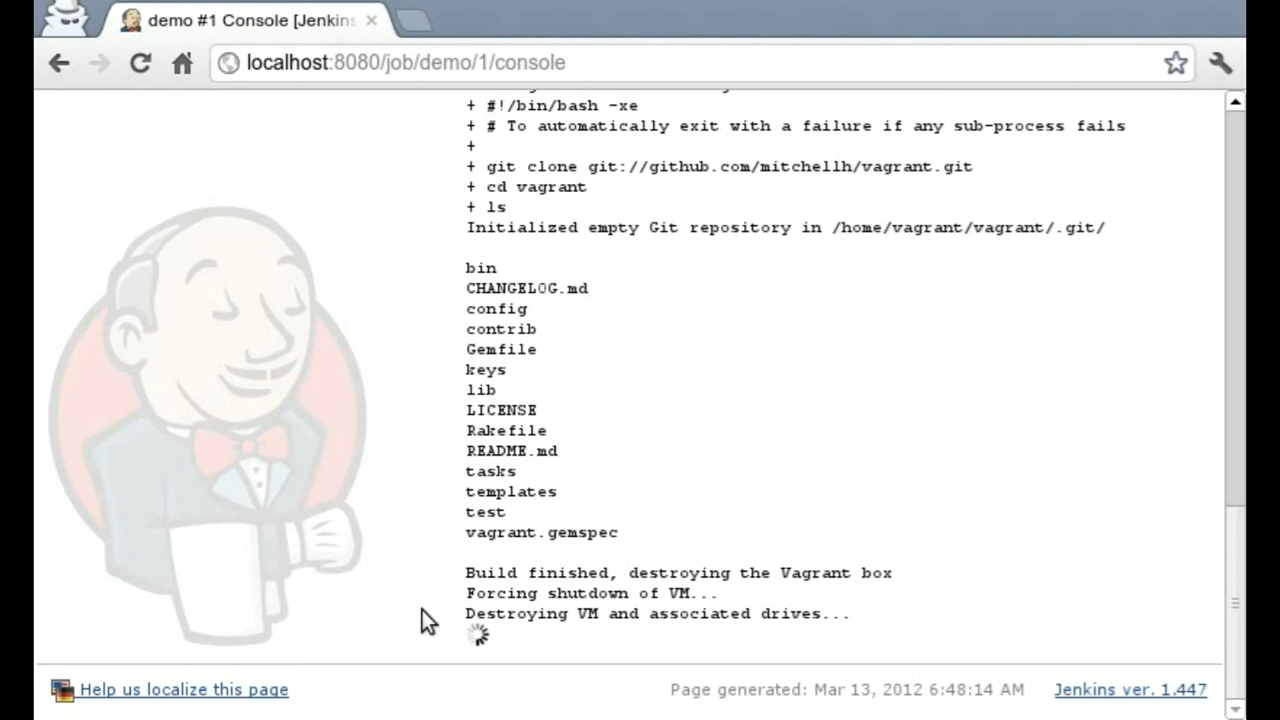 demo #1 Console [Jenkins
localhost:8080/job/demo/1/console
+ #!/bin/bash -xe
+ # To automatically exit with a failure if any sub-process fails
+
+ git clone git://github.com/mitchellh/vagrant.git
+ cd vagrant
+ ls
Initialized empty Git repository in /home/vagrant/vagrant/.git/
bin
CHANGELOG.md
config
contrib
Gemfile
keys
lib
LICENSE
Rakefile
README.md
tasks
templates
test
vagrant.gemspec
Build finished, destroying the Vagrant box
Forcing shutdown of VM...
Destroying VM and associated drives...
Help us localize this page
Page generated: Mar 13, 2012 6:48:14 AM
Jenkins ver. 1.447